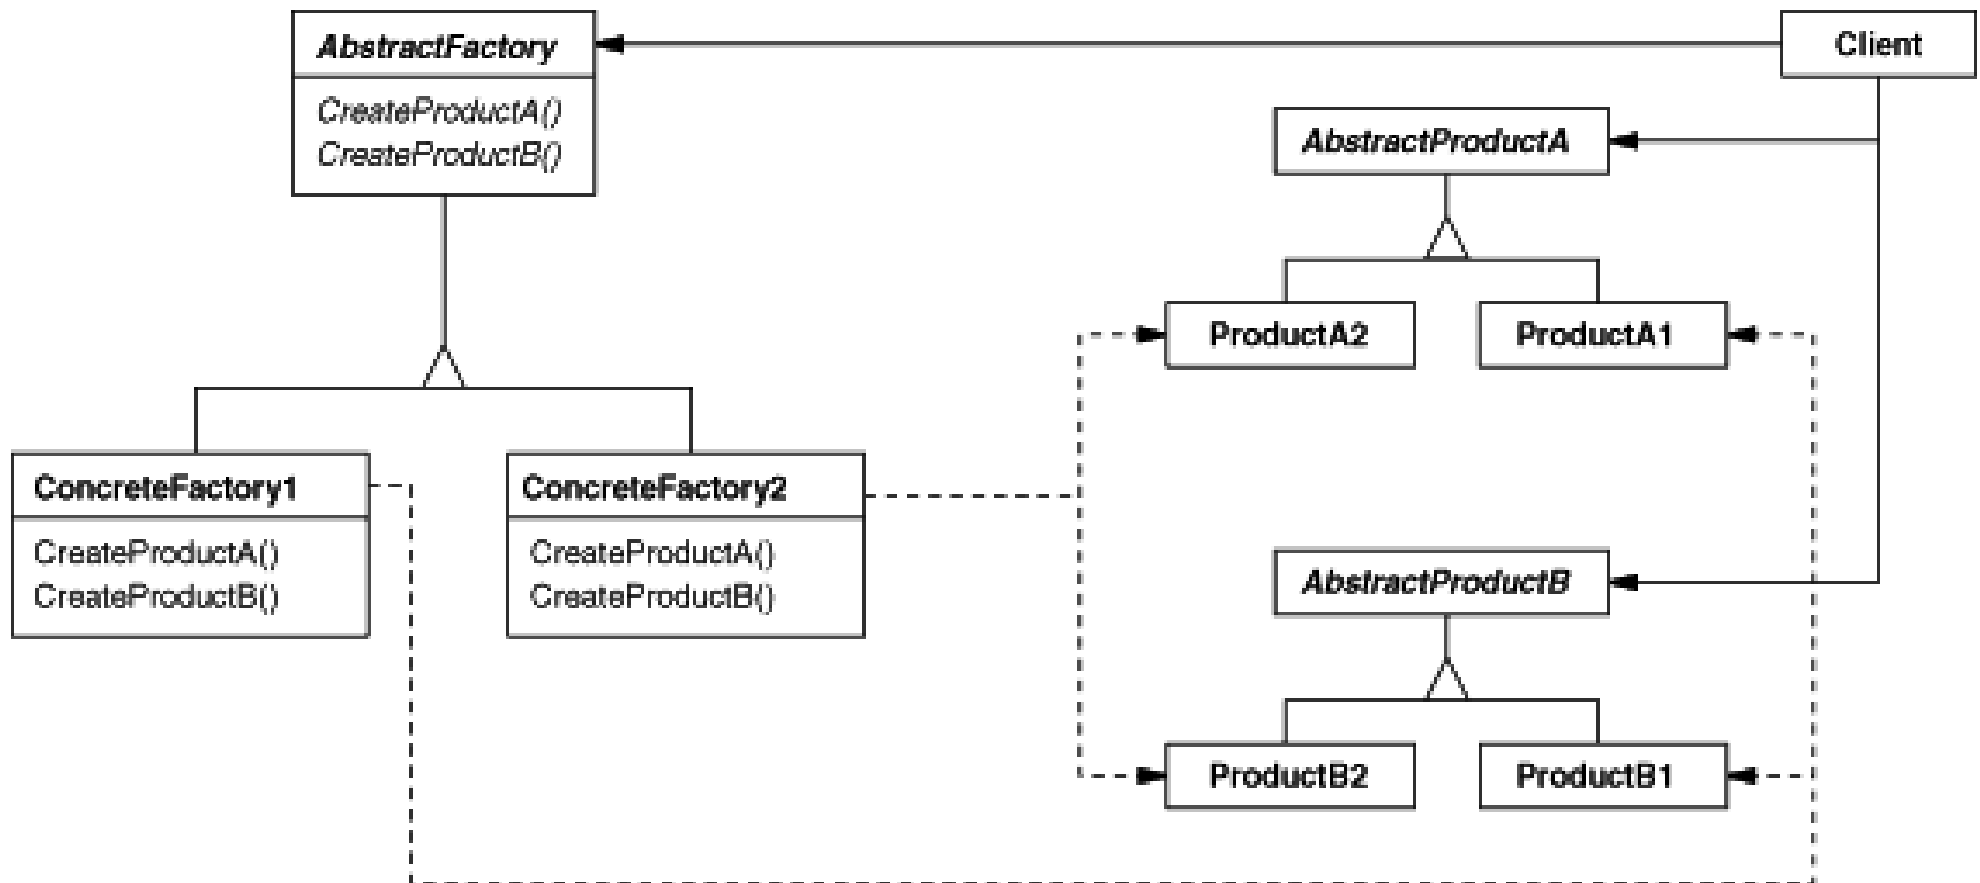 AbstractFactory
CreateProductA()
CreateProductB()
Client
AbstractProductA
ProductA2
ProductA1
ConcreteFactory1
CreateProductA()
CreateProductB()
ConcreteFactory2
CreateProductA()
CreateProductB()
AbstractProductB
ProductB2
ProductB1